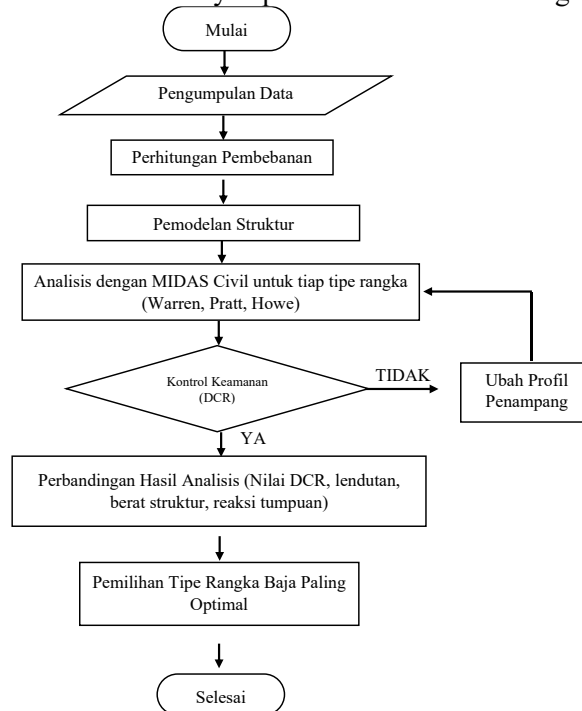 Mulai
Pengumpulan Data
Perhitungan Pembebanan
Pemodelan Struktur
Analisis dengan MIDAS Civil untuk tiap tipe rangka
(Warren, Pratt, Howe)
Kontrol Keamanan
(DCR)
TIDAK
Ubah Profil
Penampang
YA
Perbandingan Hasil Analisis (Nilai DCR, lendutan,
berat struktur, reaksi tumpuan)
Pemilihan Tipe Rangka Baja Paling
Optimal
Selesai